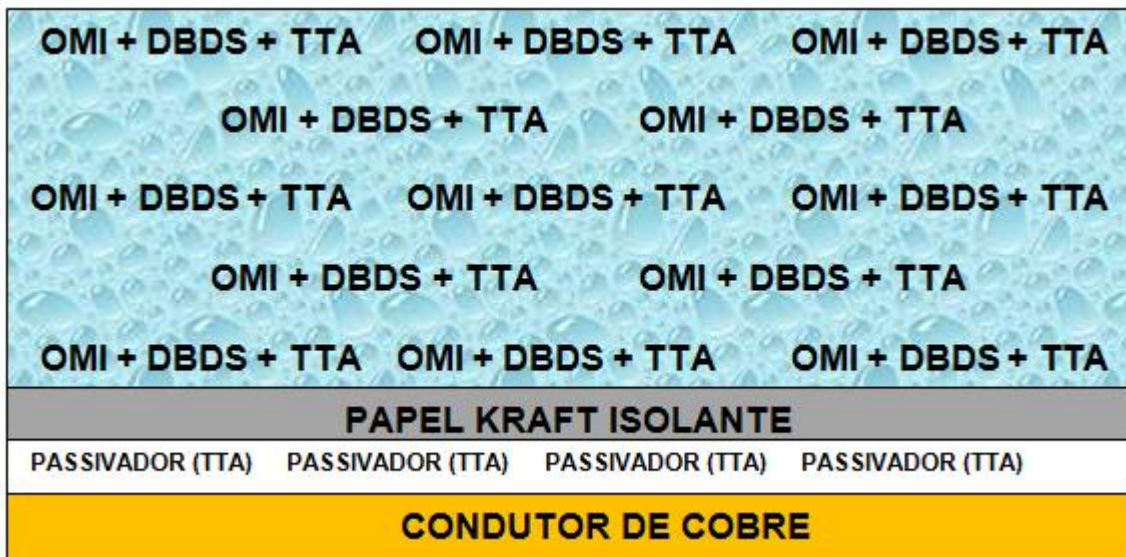 OMI + DBDS + TTA OMI + DBDS + TTA OMI + DBDS + TTA
OMI + DBDS + TTA OMI + DBDS + TTA
OMI + DBDS + TTA OMI + DBDS + TTA OMI + DBDS + TTA
OMI + DBDS + TTA OMI + DBDS + TTA
OMI + DBDS + TTA OMI + DBDS + TTA OMI + DBDS + TTA
PAPEL KRAFT ISOLANTE
PASSIVADOR (TTA) PASSIVADOR (TTA) PASSIVADOR (TTA) PASSIVADOR (TTA)
CONDUTOR DE COBRE